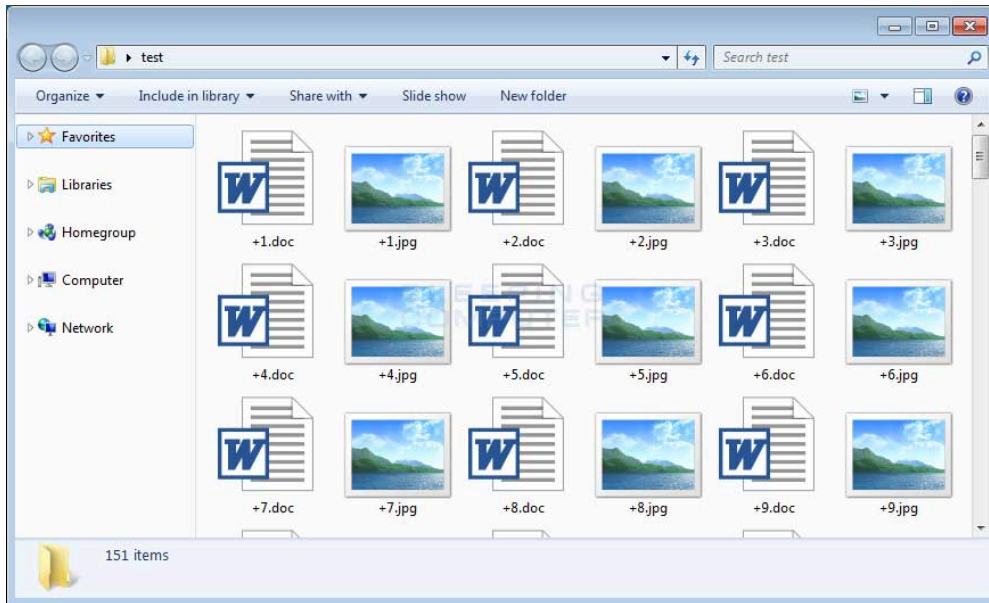 test
Search test
Organize Include in library Share with Slide show New folder
Favorites
Libraries
Homegroup
Computer
Network
W W W
+1.doc +1.jpg +2.doc +2.jpg +3.doc +3.jpg
BLEEPING
COMPUTER
W W W
+4.doc +4.jpg +5.doc +5.jpg +6.doc +6.jpg
W W W
+7.doc +7.jpg +8.doc +8.jpg +9.doc +9.jpg
151 items